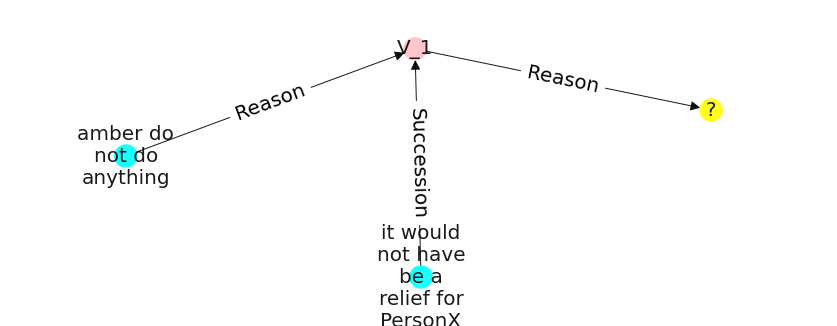 V_1
Reason
Reason
?
amber do
not do
anything
Succession
it would
not have
be a
relief for
PersonX